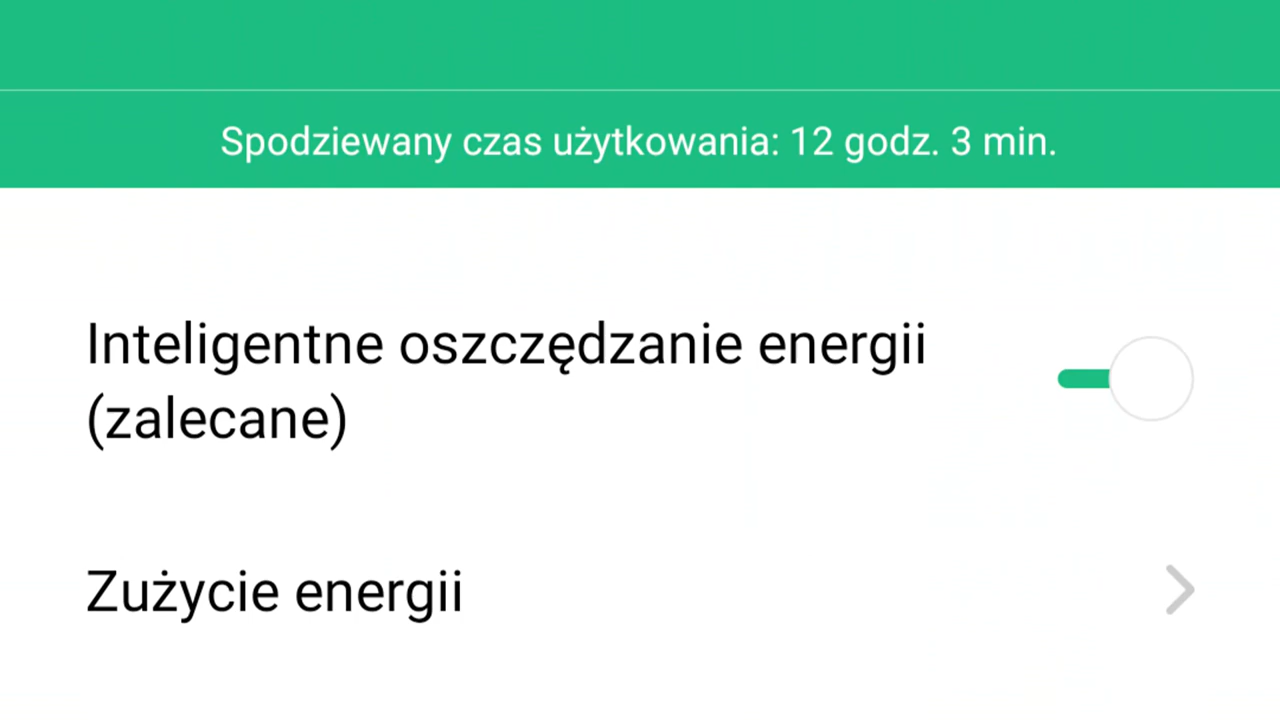 Spodziewany czas użytkowania: 12 godz. 3 min.
Inteligentne oszczędzanie energii
(zalecane)
Zużycie energii